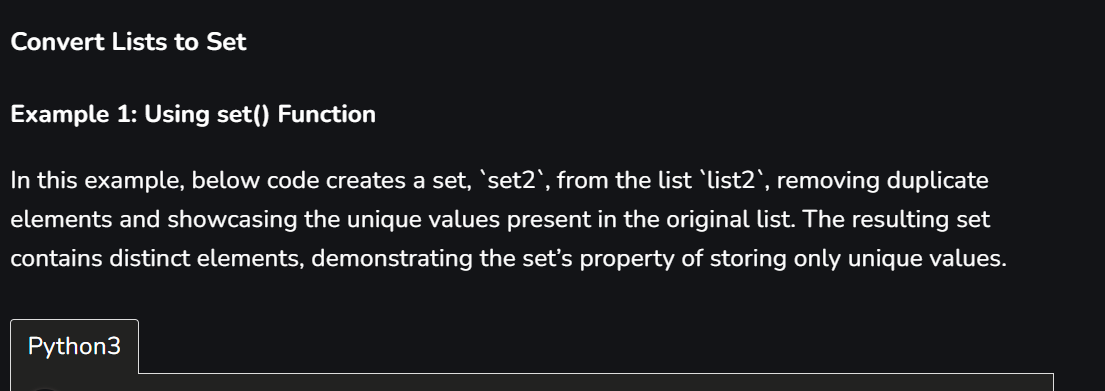 Convert Lists to Set
Example 1: Using set() Function
In this example, below code creates a set, `set2`, from the list `list2`, removing duplicate
elements and showcasing the unique values present in the original list. The resulting set
contains distinct elements, demonstrating the set’s property of storing only unique values.
Python3